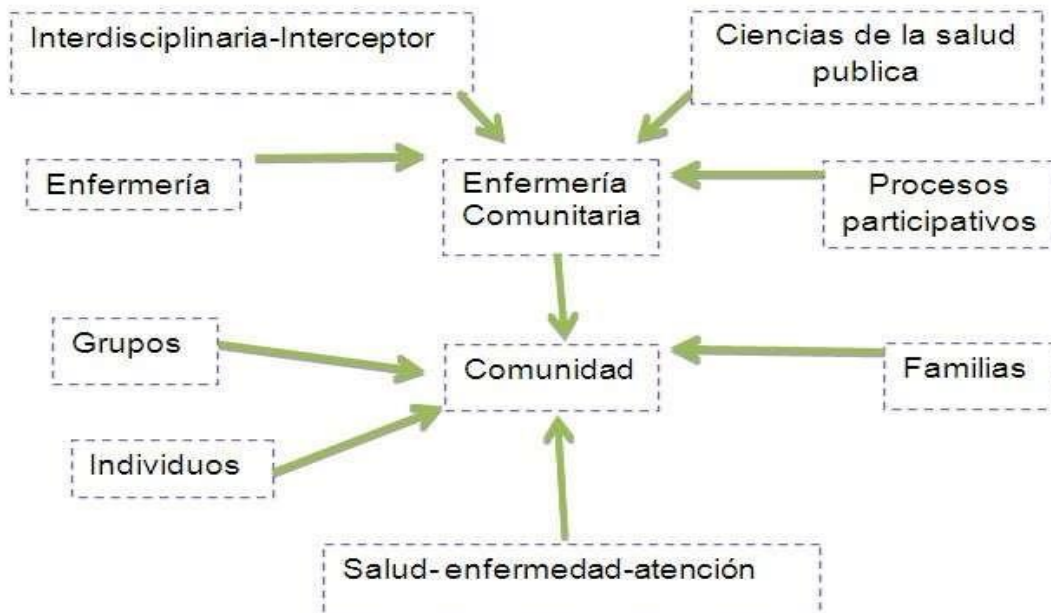 Interdisciplinaria-Interceptor
Ciencias de la salud
publica
Enfermería
Enfermería
Comunitaria
Procesos
participativos
Grupos
Comunidad
Familias
Individuos
Salud- enfermedad-atención